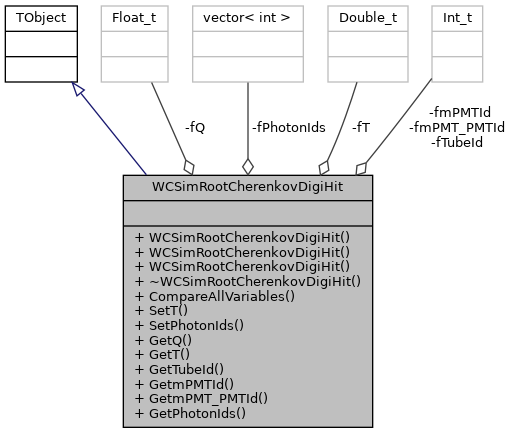 TObject
Float_t
vector< int >
Double_t
Int_t
-fQ
-fPhotonIds
-fT
-fmPMTId
-fmPMT_PMTId
-fTubeId
WCSimRootCherenkovDigiHit
+ WCSimRootCherenkovDigiHit()
+ WCSimRootCherenkovDigiHit()
+ WCSimRootCherenkovDigiHit()
+ ~WCSimRootCherenkovDigiHit()
+ CompareAllVariables()
+ SetT()
+ SetPhotonIds()
+ GetQ()
+ GetT()
+ GetTubeId()
+ GetmPMTId()
+ GetmPMT_PMTId()
+ GetPhotonIds()